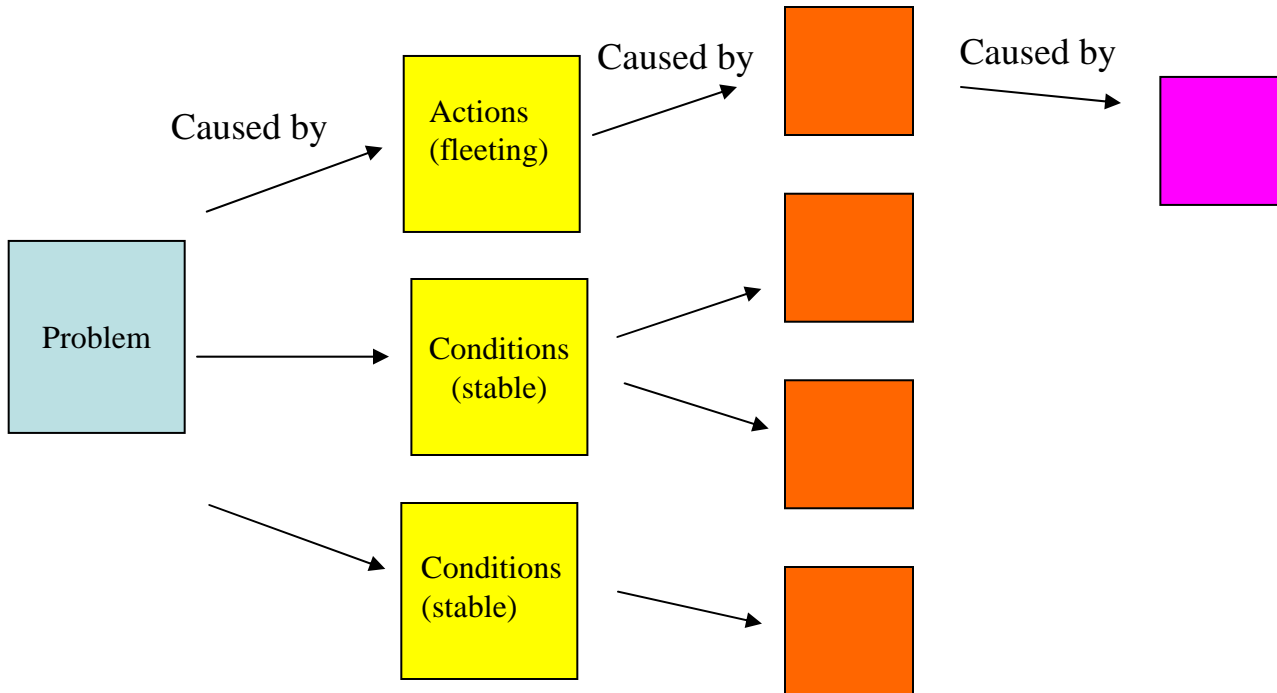 Caused by
Caused by
Caused by
Problem
Actions
(fleeting)
Conditions
(stable)
Conditions
(stable)